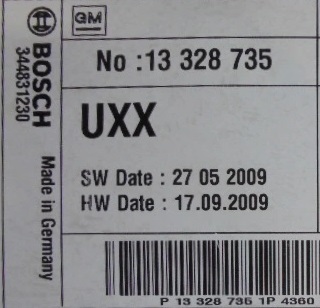 GM
No :13 328 735
UXX
SW Date : 27 05 2009
HW Date : 17.09.2009
P 13 328 735 1P 4360
BOSCH
344831230
Made in Germany